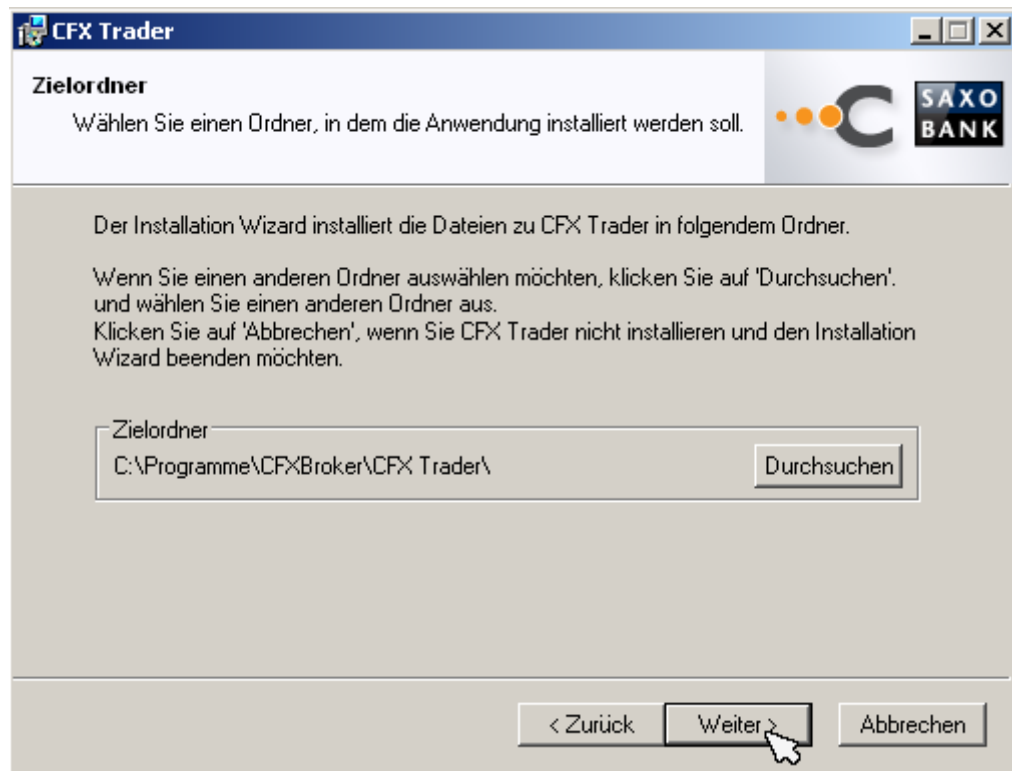 CFX Trader
Zielordner
Wählen Sie einen Ordner, in dem die Anwendung installiert werden soll.
C SAXO
BANK
Der Installation Wizard installiert die Dateien zu CFX Trader in folgendem Ordner.
Wenn Sie einen anderen Ordner auswählen möchten, klicken Sie auf 'Durchsuchen'.
und wählen Sie einen anderen Ordner aus.
Klicken Sie auf 'Abbrechen', wenn Sie CFX Trader nicht installieren und den Installation
Wizard beenden möchten.
Zielordner
C:\Programme\CFXBroker\CFX Trader\ Durchsuchen
< Zurück Weiter > Abbrechen